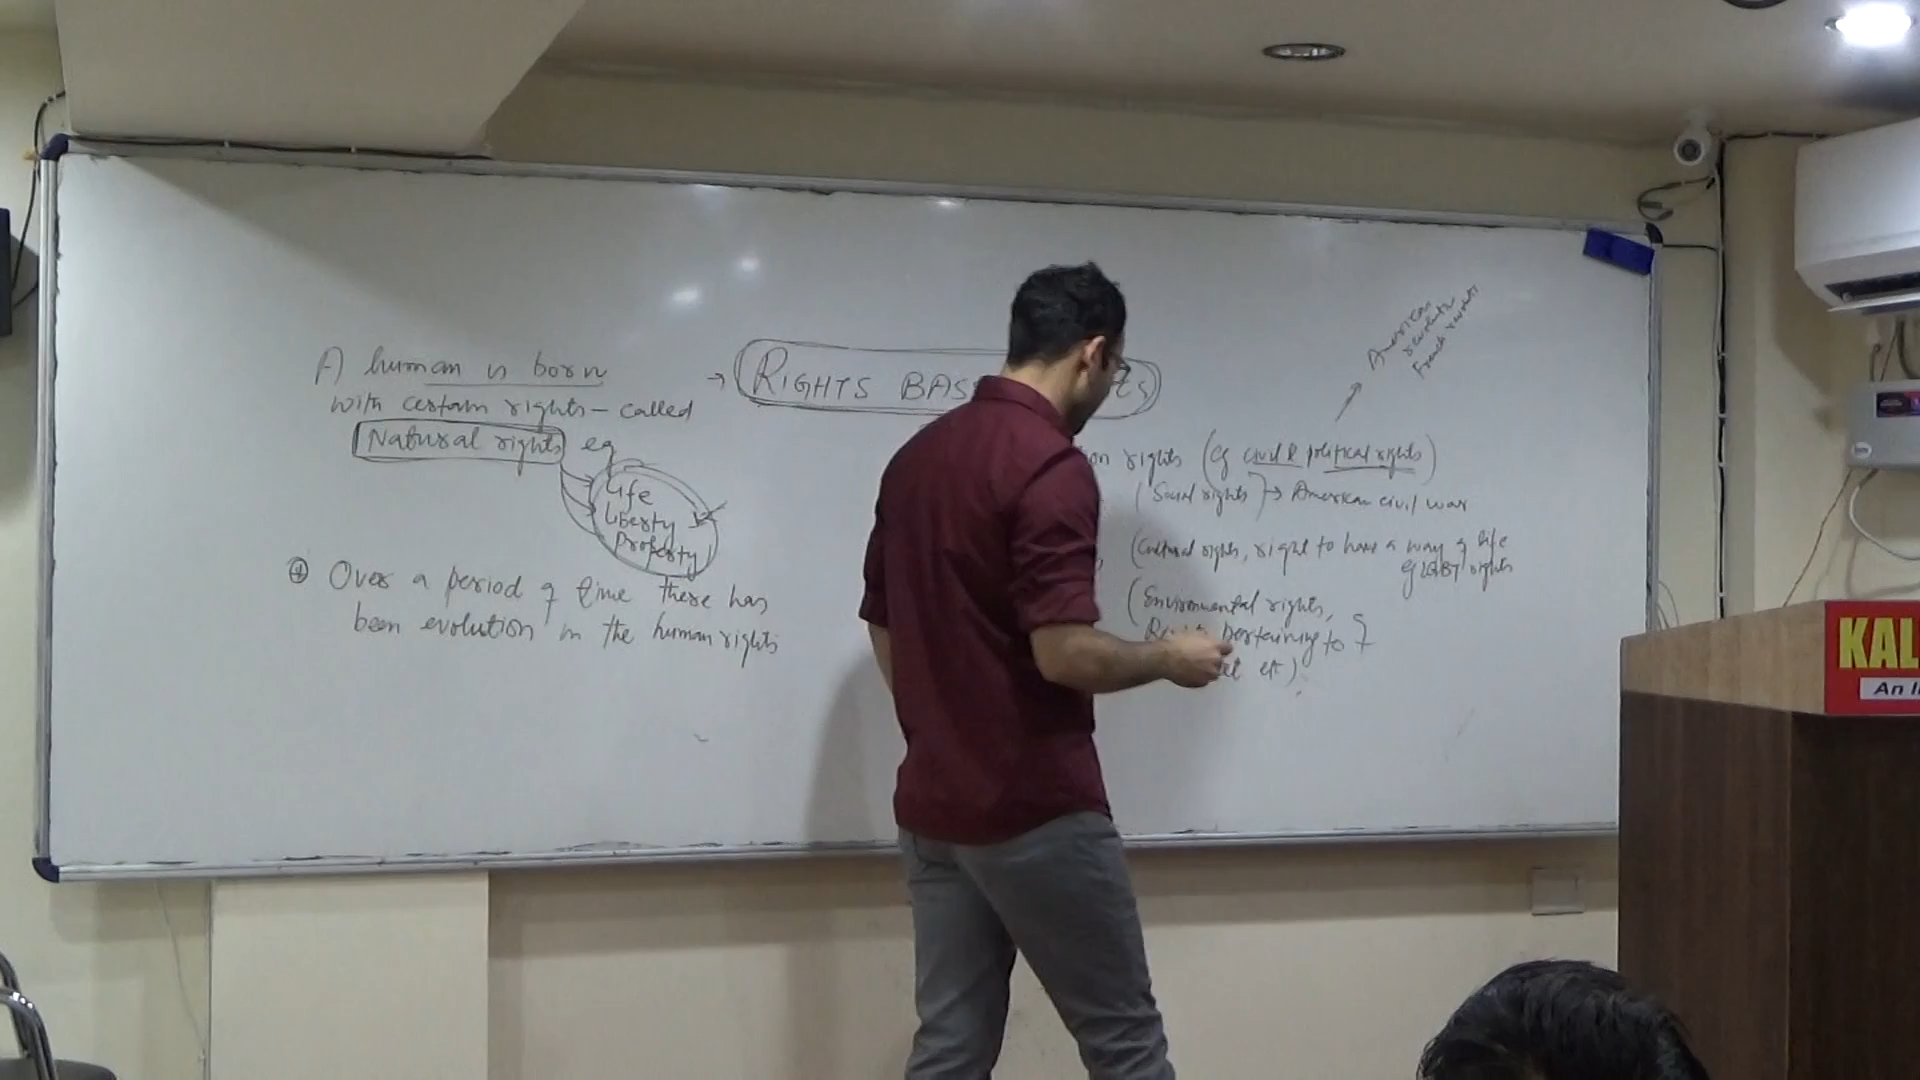 A human is born
with certain rights – called
Natural rights eg
Life
Liberty
Property
Over a period of time there has
been evolution in the human rights
→ RIGHTS BAS
American
revolution
French
on rights (eg civil & political rights)
(Social rights) → American civil war
(Cultural rights, right to have a way of life
eg LGBT rights
(Environmental rights,
pertaining to
etc)
KAL
An I